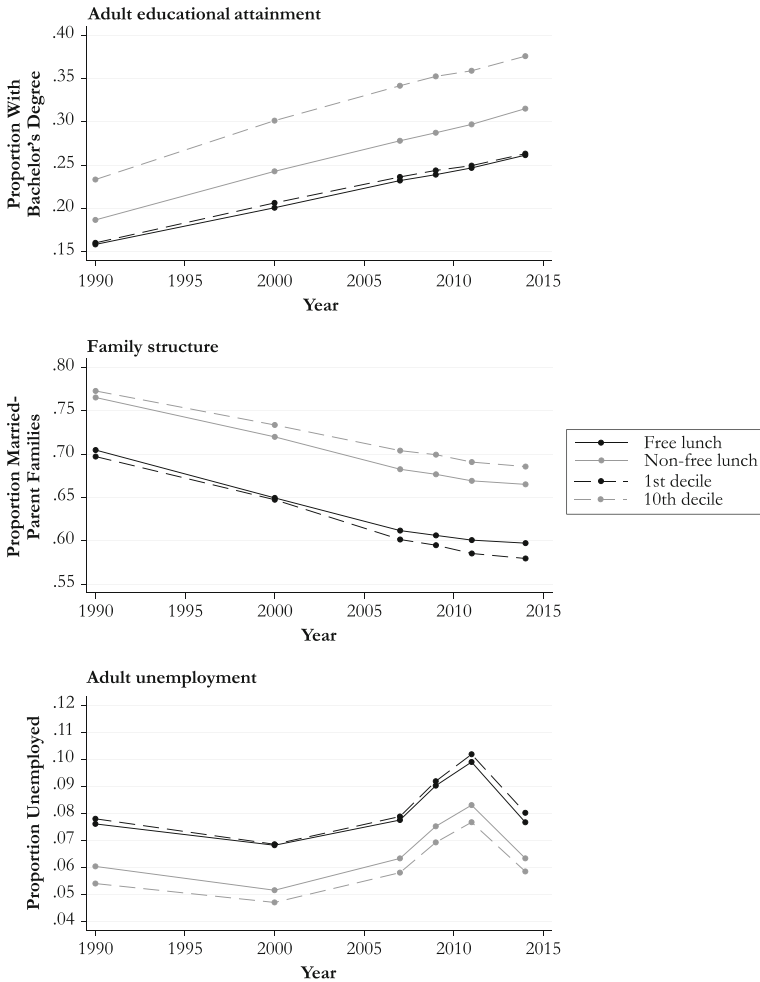 Adult educational attainment
Proportion With
Bachelor's Degree
.40
.35
.30
.25
.20
.15
1990 1995 2000 2005 2010 2015
Year
Family structure
Proportion Married-
Parent Families
.80
.75
.70
.65
.60
.55
1990 1995 2000 2005 2010 2015
Year
Free lunch
Non-free lunch
1st decile
10th decile
Adult unemployment
Proportion Unemployed
.12
.10
.09
.08
.07
.06
.05
.04
1990 1995 2000 2005 2010 2015
Year